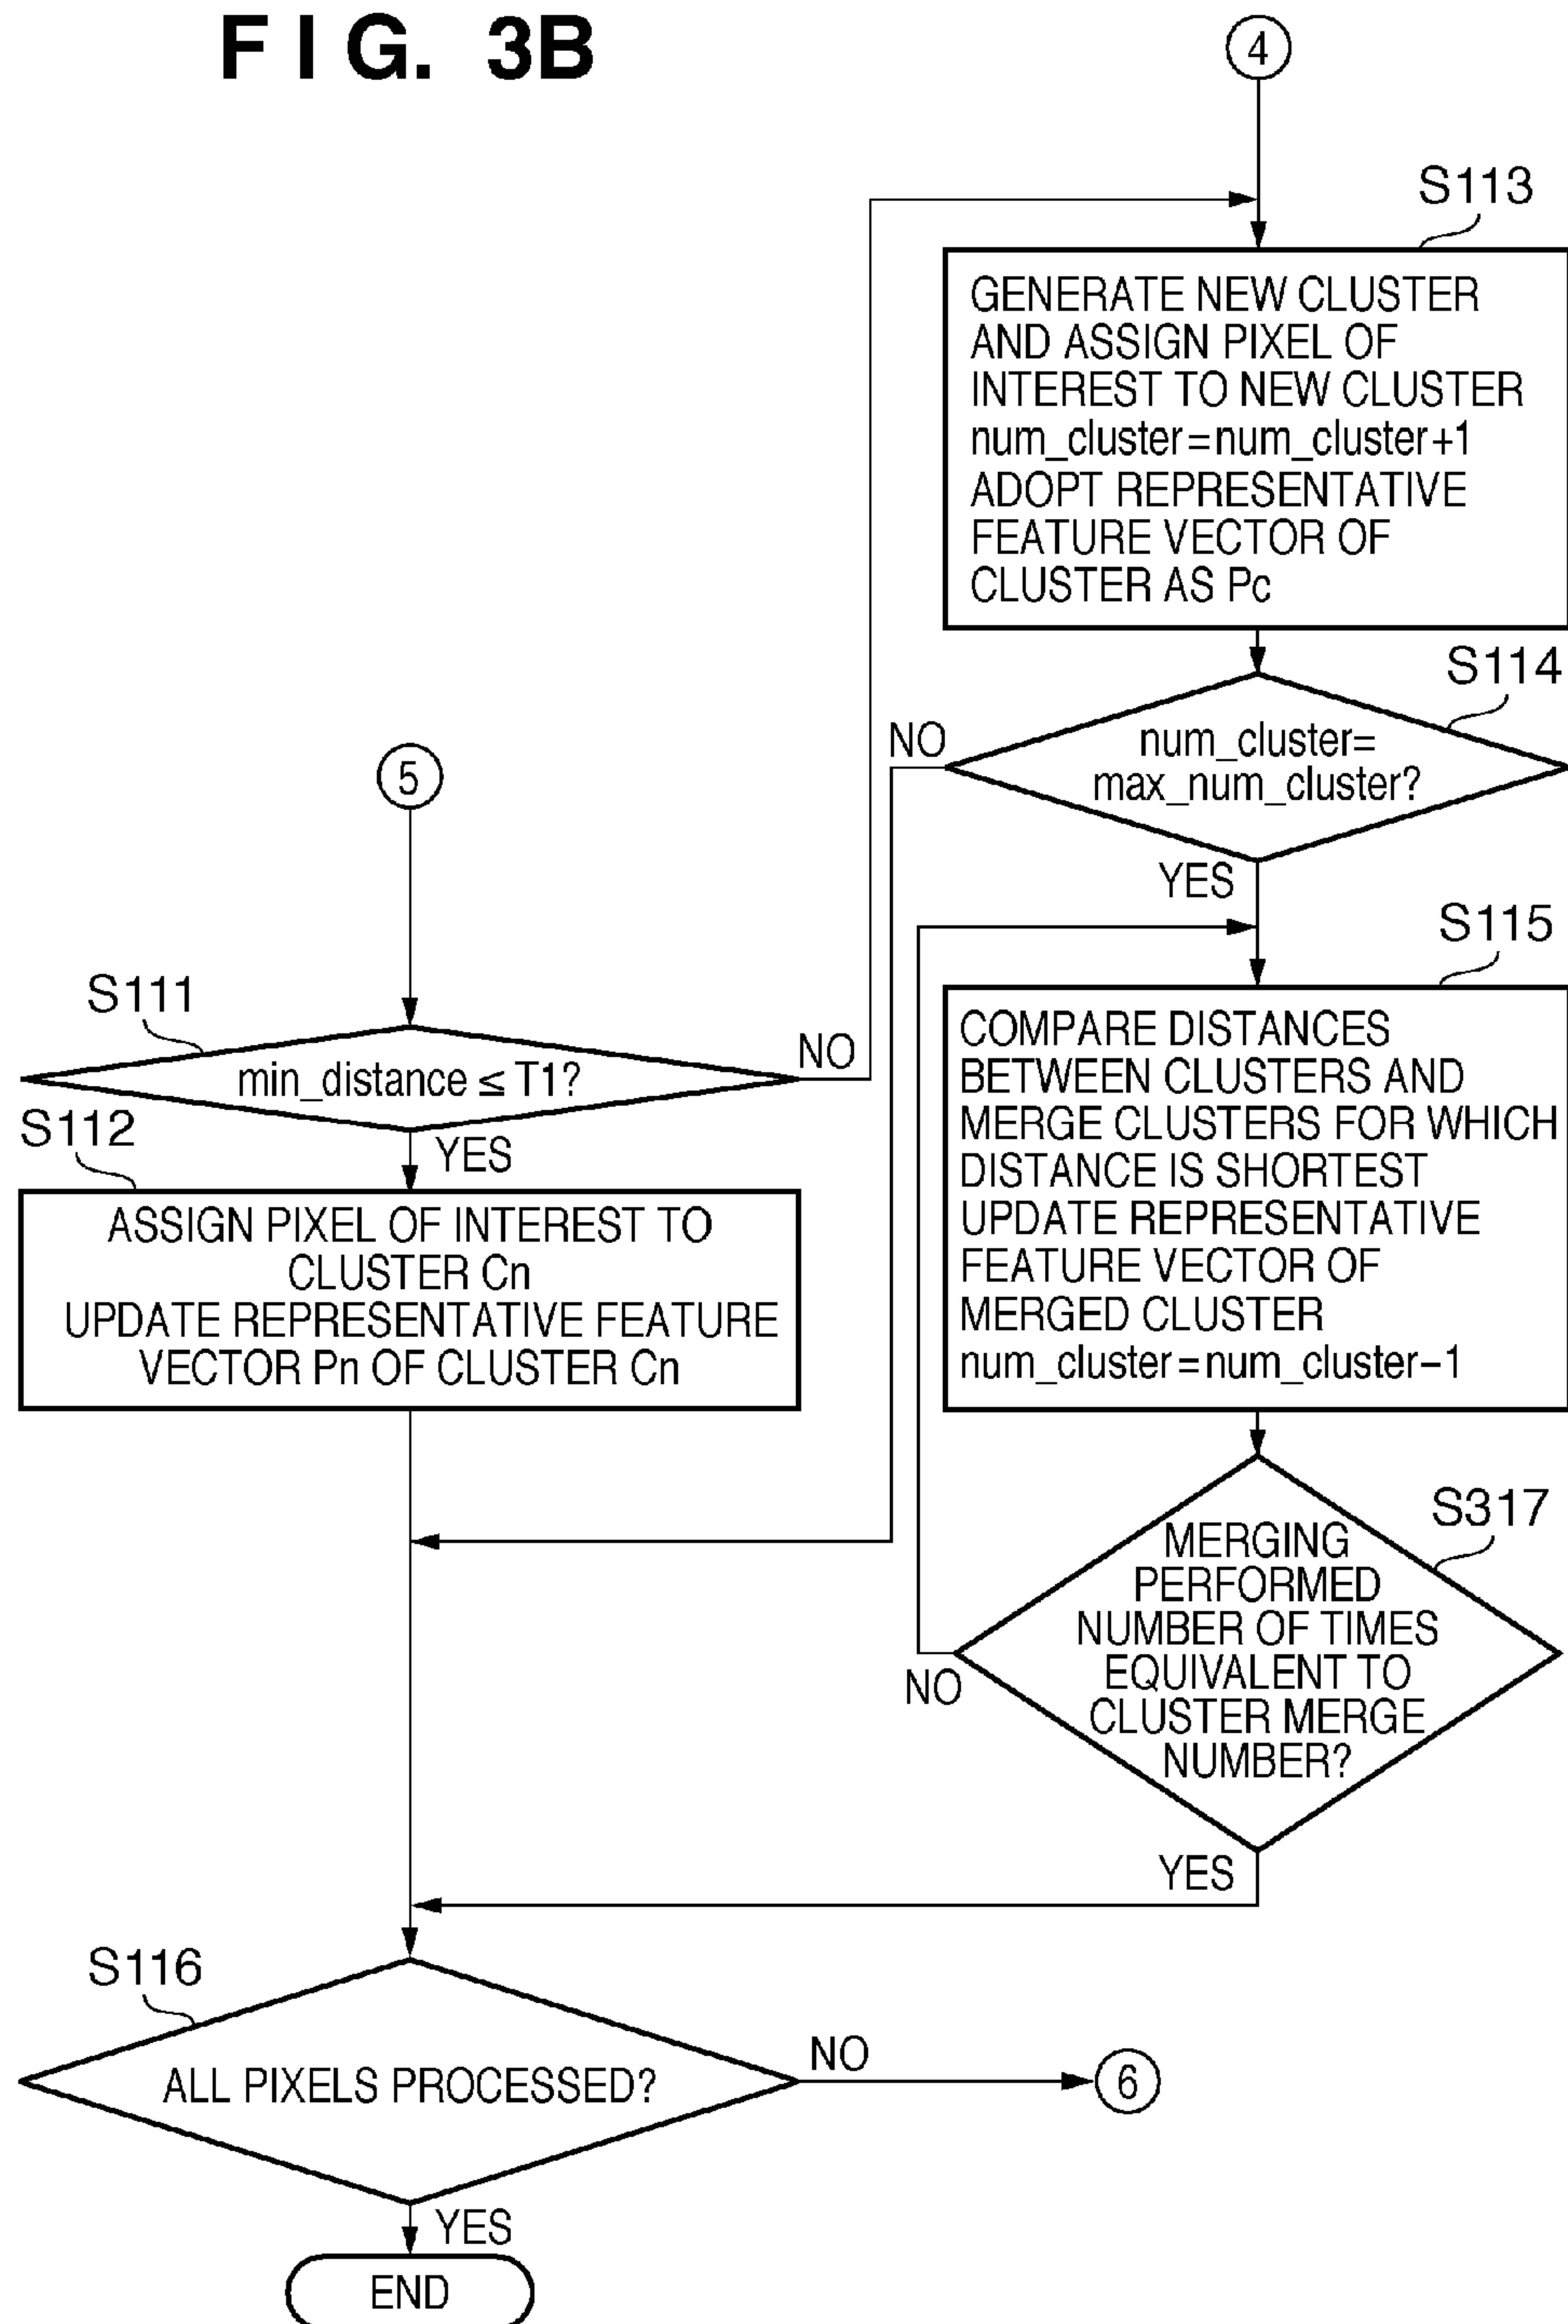 FIG. 3B
4
S113
GENERATE NEW CLUSTER
AND ASSIGN PIXEL OF
INTEREST TO NEW CLUSTER
num_cluster=num_cluster+1
ADOPT REPRESENTATIVE
FEATURE VECTOR OF
CLUSTER AS Pc
S114
num_cluster=
max_num_cluster?
NO
YES
5
S111
min_distance ≤ T1?
NO
YES
S112
ASSIGN PIXEL OF INTEREST TO
CLUSTER Cn
UPDATE REPRESENTATIVE FEATURE
VECTOR Pn OF CLUSTER Cn
S115
COMPARE DISTANCES
BETWEEN CLUSTERS AND
MERGE CLUSTERS FOR WHICH
DISTANCE IS SHORTEST
UPDATE REPRESENTATIVE
FEATURE VECTOR OF
MERGED CLUSTER
num_cluster=num_cluster–1
S317
MERGING
PERFORMED
NUMBER OF TIMES
EQUIVALENT TO
CLUSTER MERGE
NUMBER?
NO
YES
S116
ALL PIXELS PROCESSED?
NO
6
YES
END